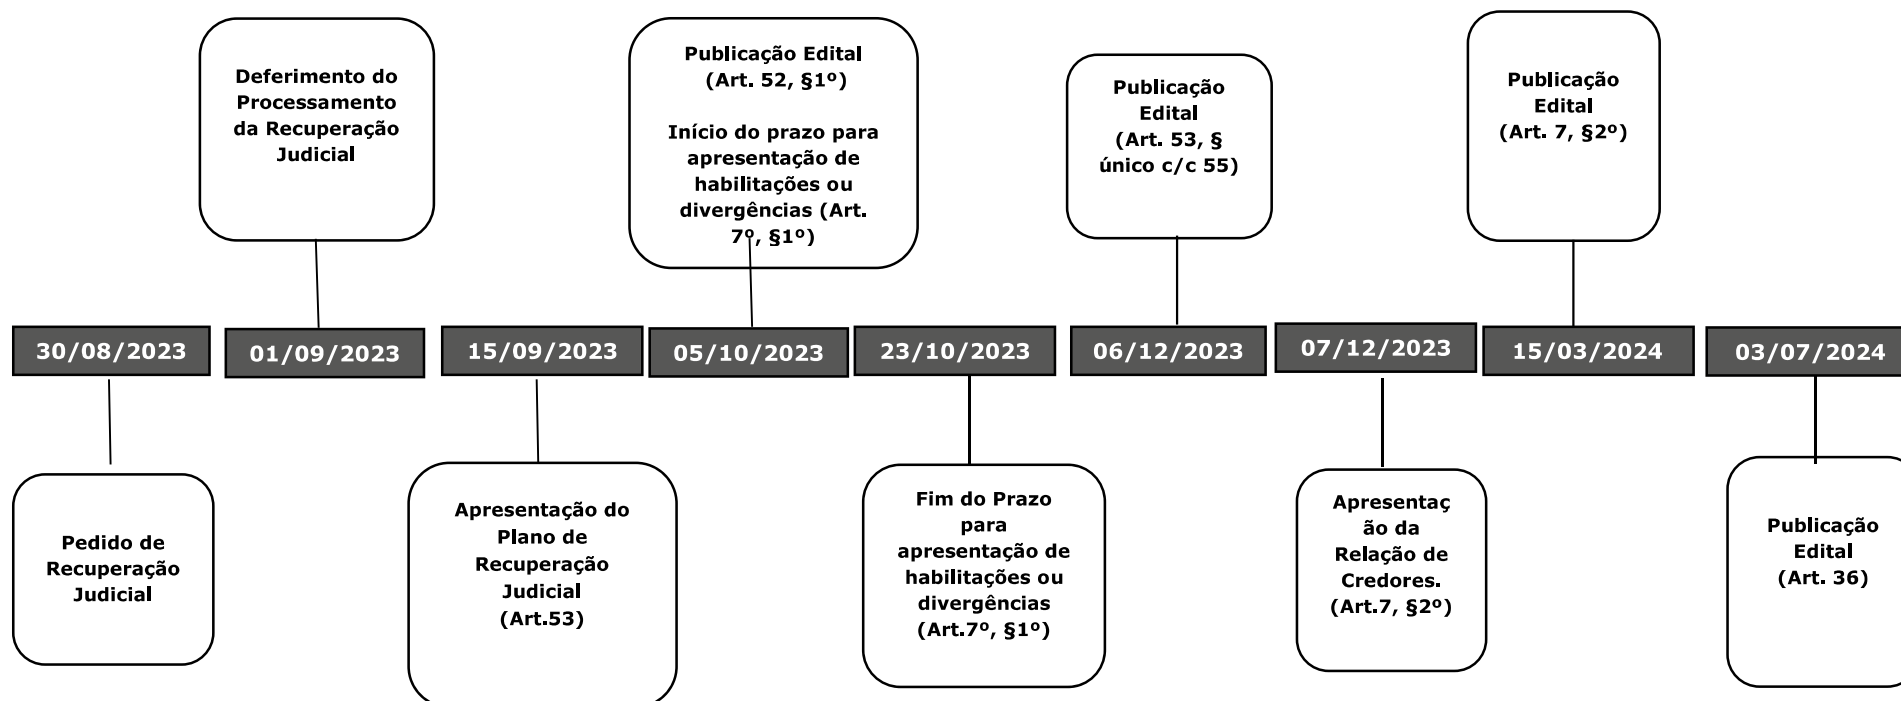 Deferimento do
Processamento
da Recuperação
Judicial
Publicação Edital
(Art. 52, §1º)
Início do prazo para
apresentação de
habilitações ou
divergências (Art.
7º, §1º)
Publicação
Edital
(Art. 53, §
único c/c 55)
Publicação
Edital
(Art. 7, §2º)
30/08/2023
01/09/2023
15/09/2023
05/10/2023
23/10/2023
06/12/2023
07/12/2023
15/03/2024
03/07/2024
Pedido de
Recuperação
Judicial
Apresentação do
Plano de
Recuperação
Judicial
(Art.53)
Fim do Prazo
para
apresentação de
habilitações ou
divergências
(Art.7º, §1º)
Apresentaç
ão da
Relação de
Credores.
(Art.7, §2º)
Publicação
Edital
(Art. 36)